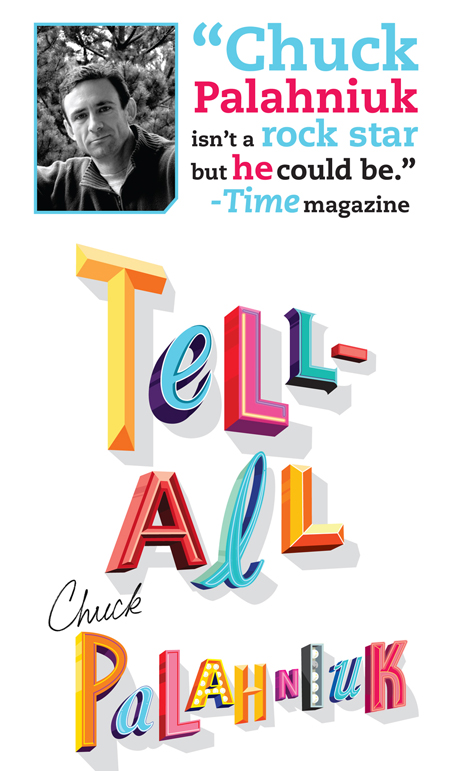 “Chuck
Palahniuk
isn’t a rock star
but he could be.”
-Time magazine
TeLL-
AlL
Chuck
PaLAHNIuK